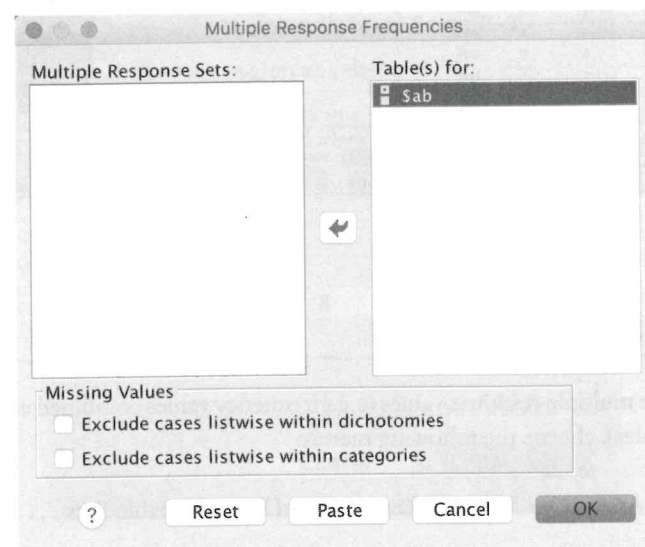 Multiple Response Frequencies
Multiple Response Sets:
Table(s) for:
$ab
Missing Values
Exclude cases listwise within dichotomies
Exclude cases listwise within categories
?
Reset
Paste
Cancel
OK